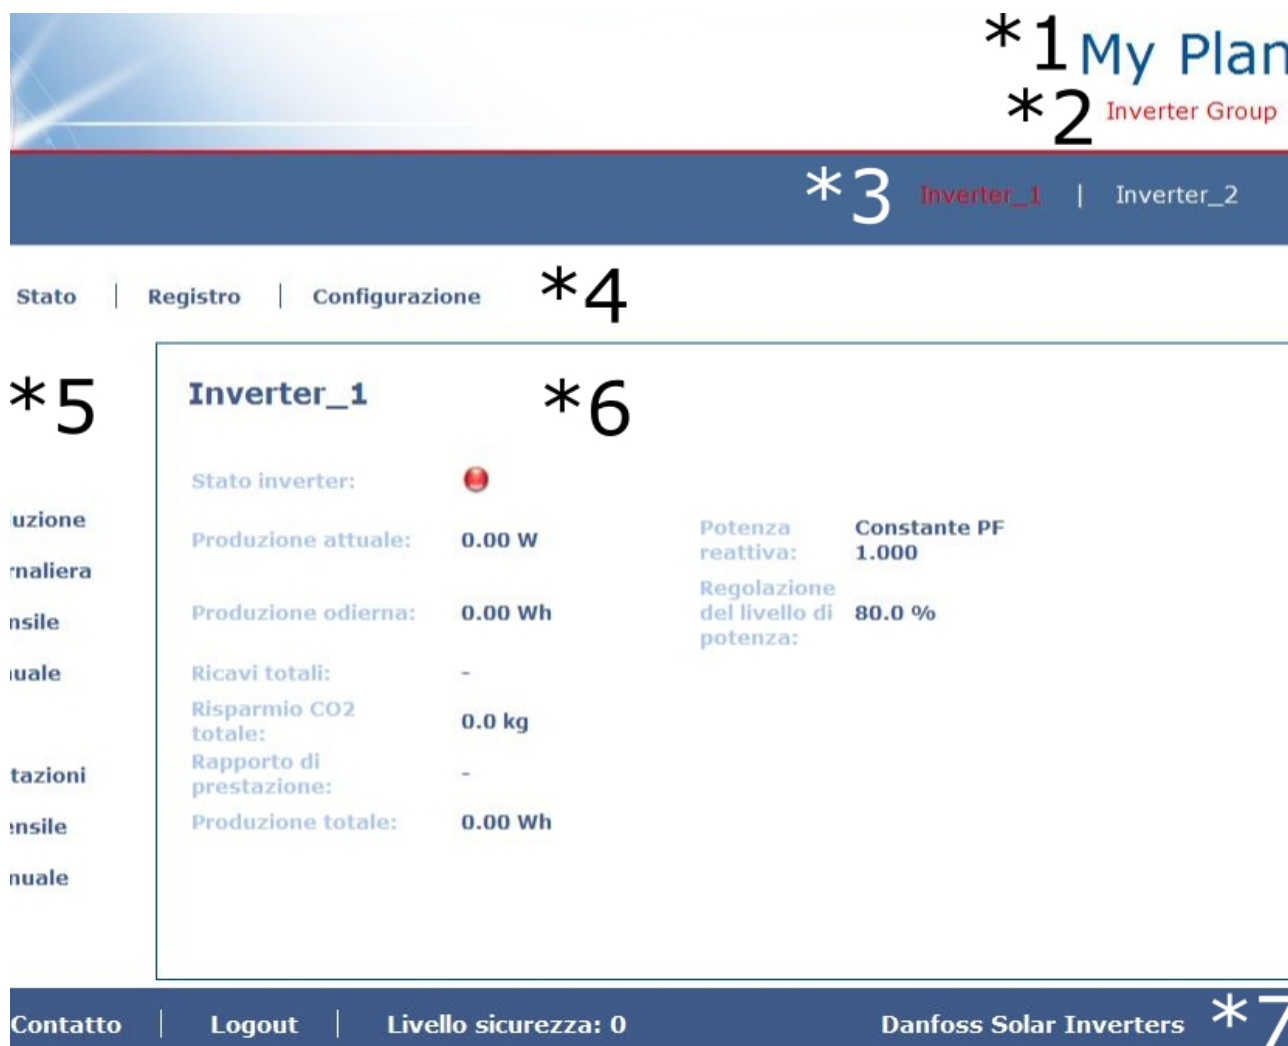 *1 My Plan
*2 Inverter Group
*3 Inverter_1 | Inverter_2
Stato | Registro | Configurazione *4
*5
uzione
rnaliera
nsile
uale
tazioni
ensile
nuale
Inverter_1 *6
Stato inverter:
Produzione attuale: 0.00 W
Potenza
reattiva:
Constante PF
1.000
Produzione odierna: 0.00 Wh
Regolazione
del livello di
potenza:
80.0 %
Ricavi totali: -
Risparmio CO2
totale:
0.0 kg
Rapporto di
prestazione:
-
Produzione totale: 0.00 Wh
Contatto | Logout | Livello sicurezza: 0 Danfoss Solar Inverters *7